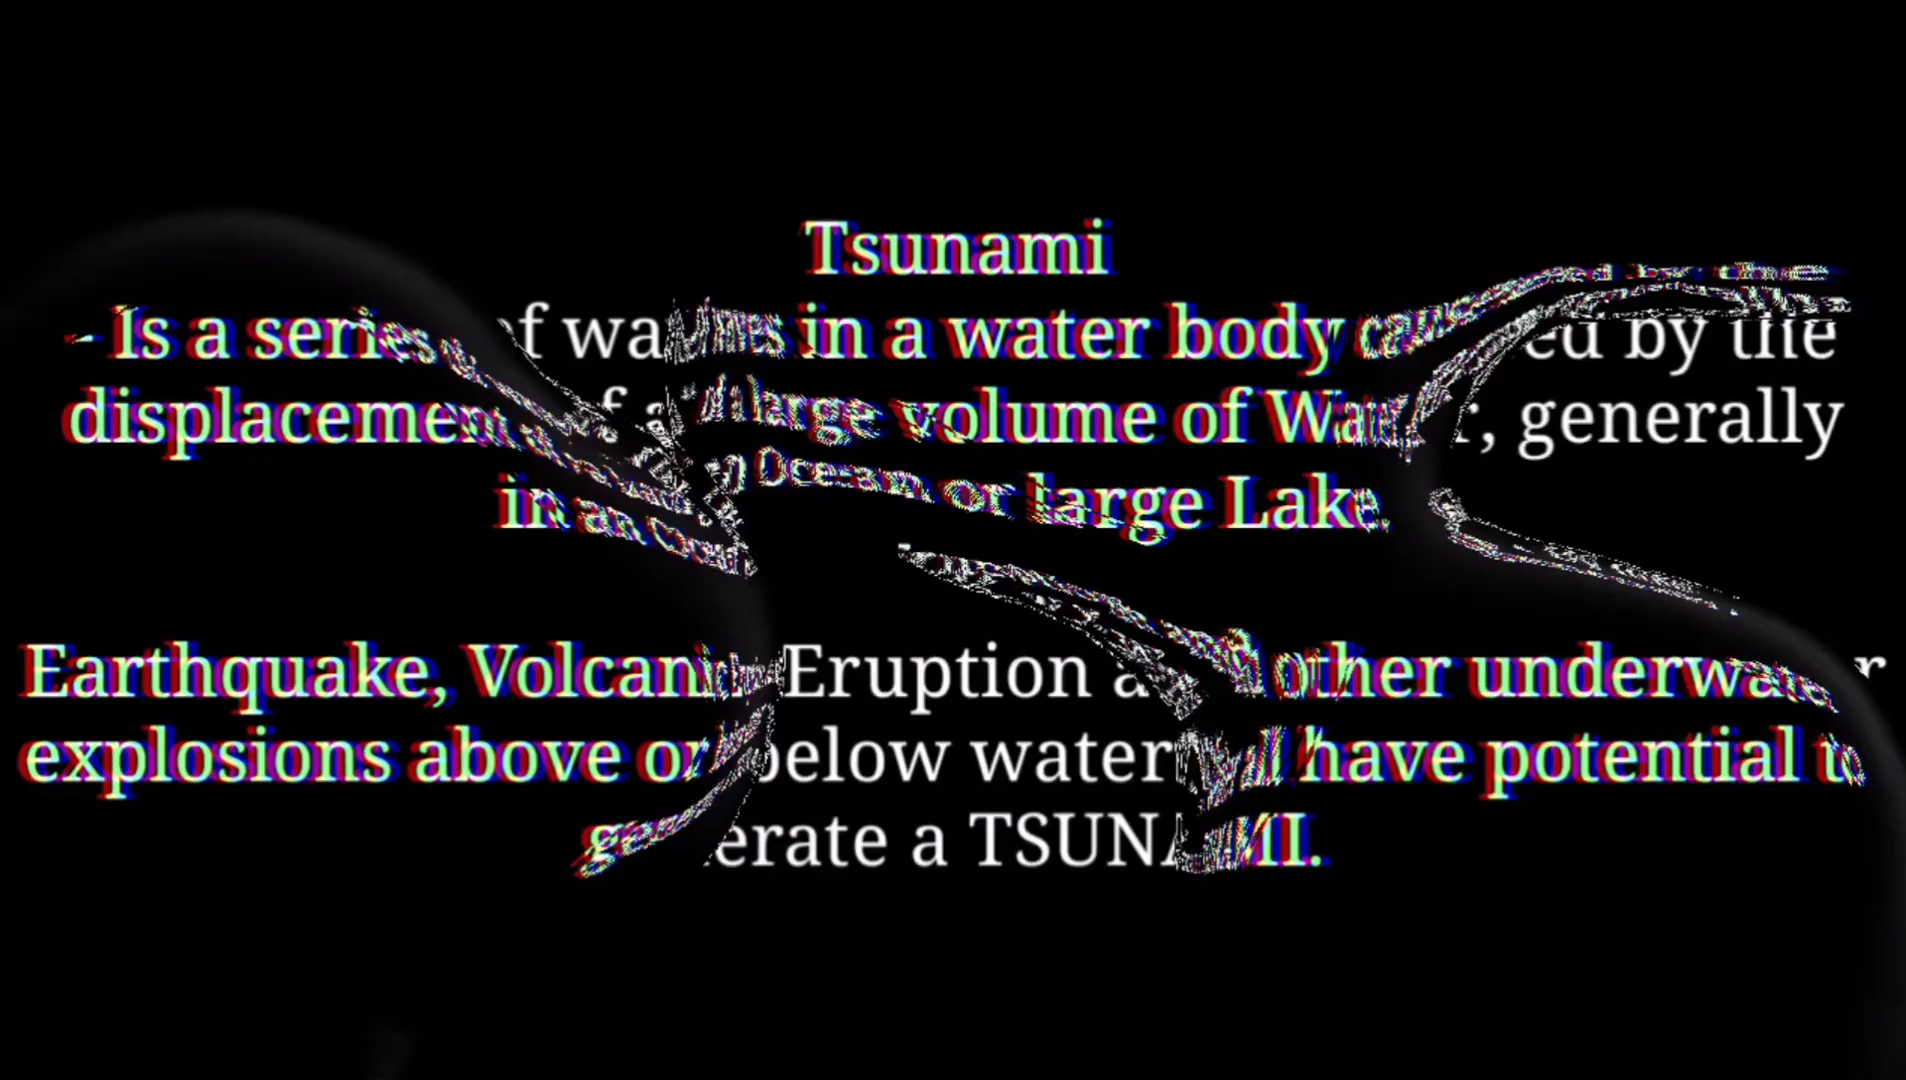 Tsunami
- Is a series of waves in a water body caused by the
displacement of a large volume of Water, generally
in an Ocean or large Lake.
Earthquake, Volcanic Eruption and other underwater
explosions above or below water have potential to
generate a TSUNAMI.